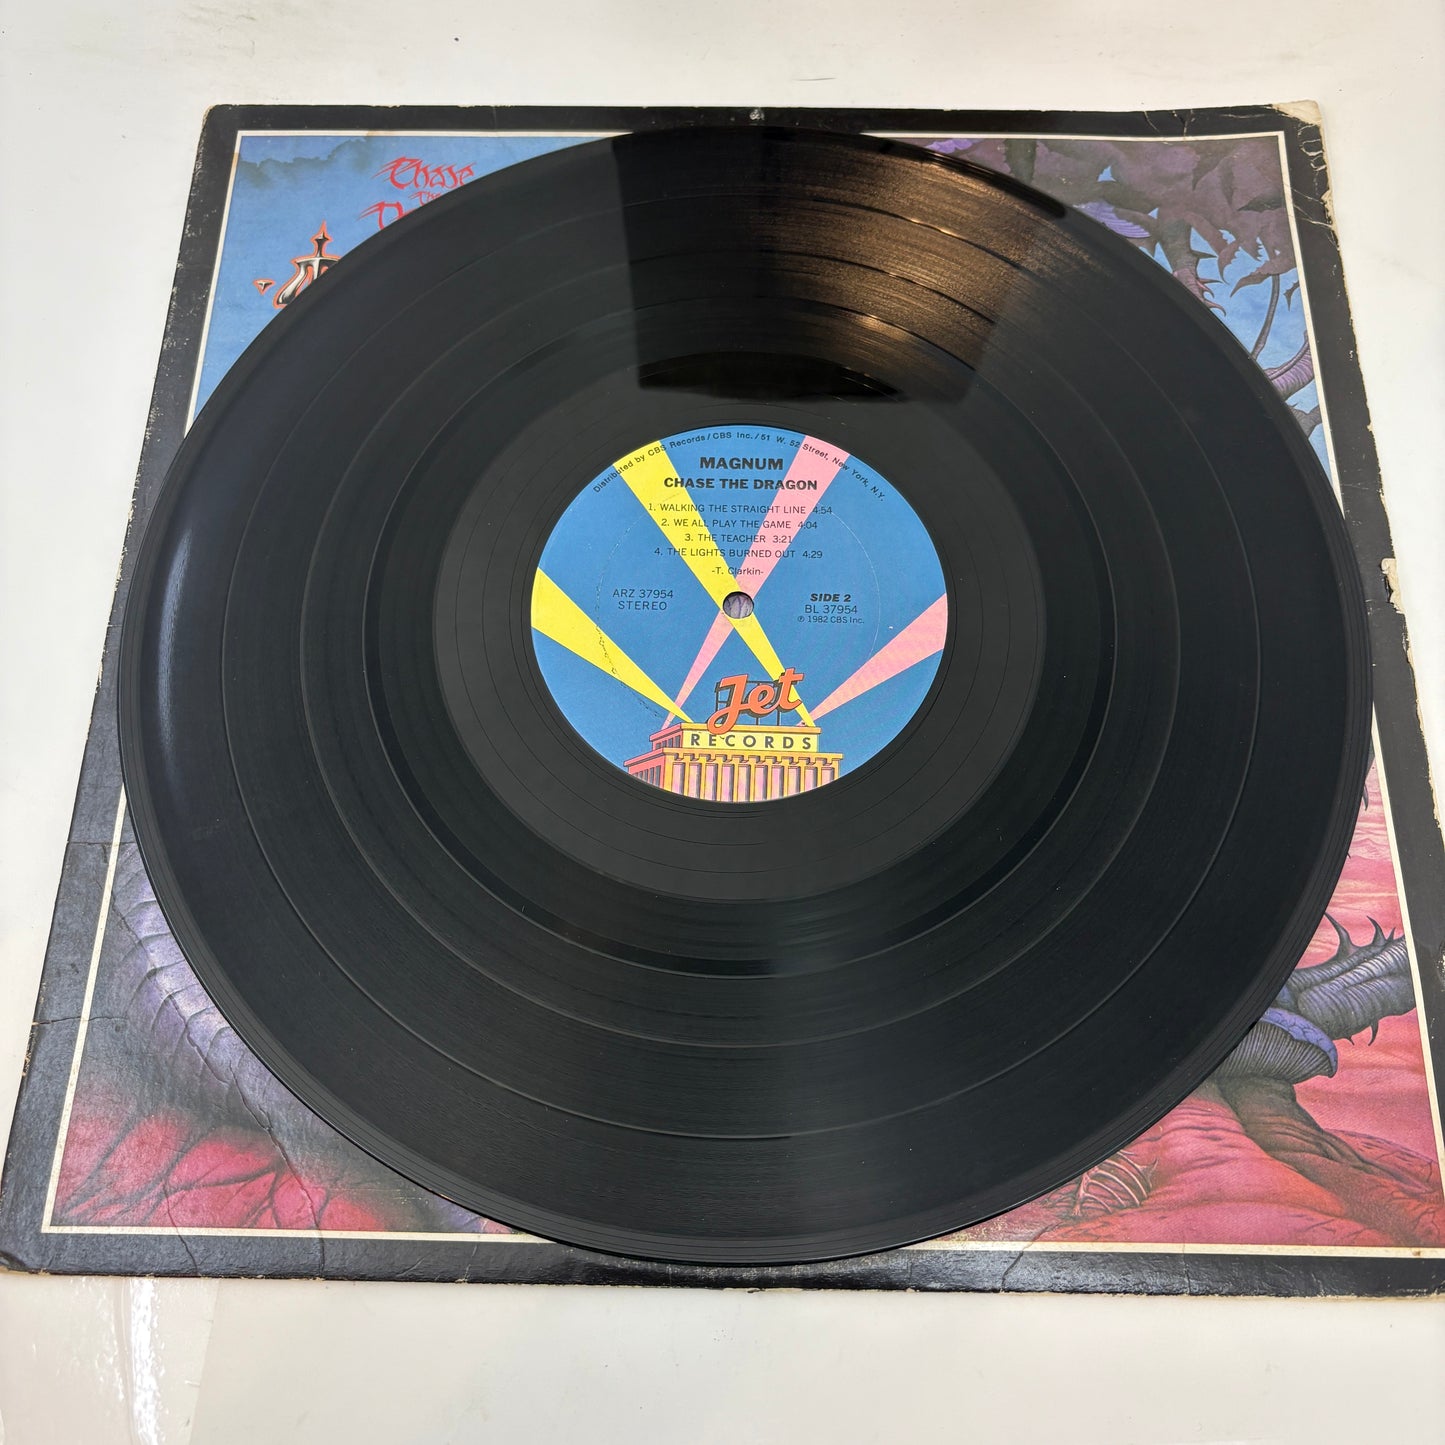 Chase
The
Distributed by CBS Records/CBS Inc./51 W. 52 Street, New York, N.Y.
MAGNUM
CHASE THE DRAGON
1. WALKING THE STRAIGHT LINE 4:54
2. WE ALL PLAY THE GAME 4:04
3. THE TEACHER 3:21
4. THE LIGHTS BURNED OUT 4:29
-T. Clarkin-
ARZ 37954
STEREO
SIDE 2
BL 37954
℗ 1982 CBS Inc.
Jet
RECORDS